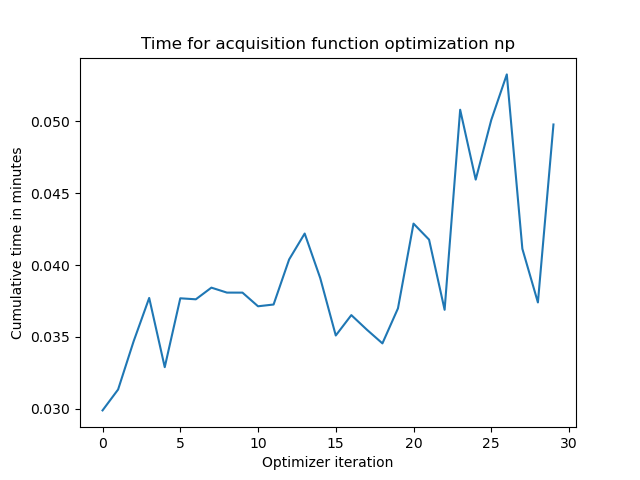 Time for acquisition function optimization np
Cumulative time in minutes
0.050
0.045
0.040
0.035
0.030
0 5 10 15 20 25 30
Optimizer iteration